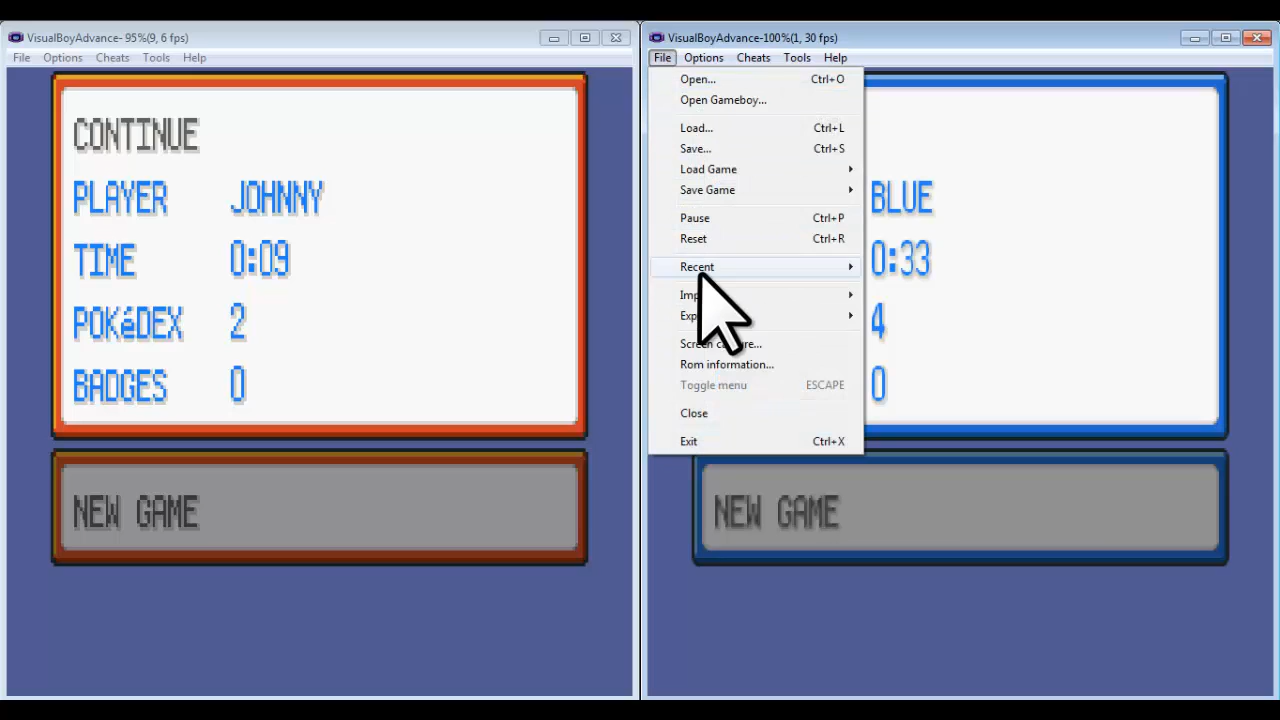 VisualBoyAdvance- 95%(9, 6 fps)
File Options Cheats Tools Help
CONTINUE
PLAYER JOHNNY
TIME 0:09
POKéDEX 2
BADGES 0
NEW GAME
VisualBoyAdvance-100%(1, 30 fps)
File Options Cheats Tools Help
Open... Ctrl+O
Open Gameboy...
Load... Ctrl+L
Save... Ctrl+S
Load Game
Save Game
Pause Ctrl+P
Reset Ctrl+R
Recent
Rom information...
Toggle menu ESCAPE
Close
Exit Ctrl+X
BLUE
0:33
4
0
NEW GAME